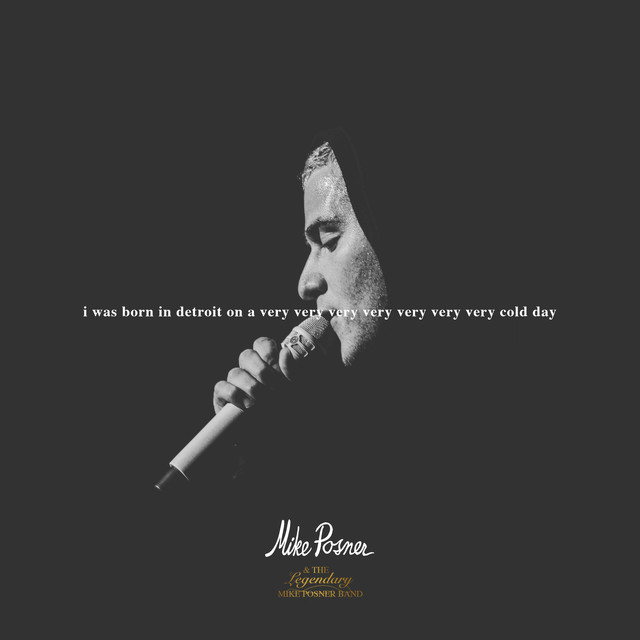 i was born in detroit on a very very very very very very very cold day
Mike Posner
& THE
Legendary
MIKE POSNER BAND